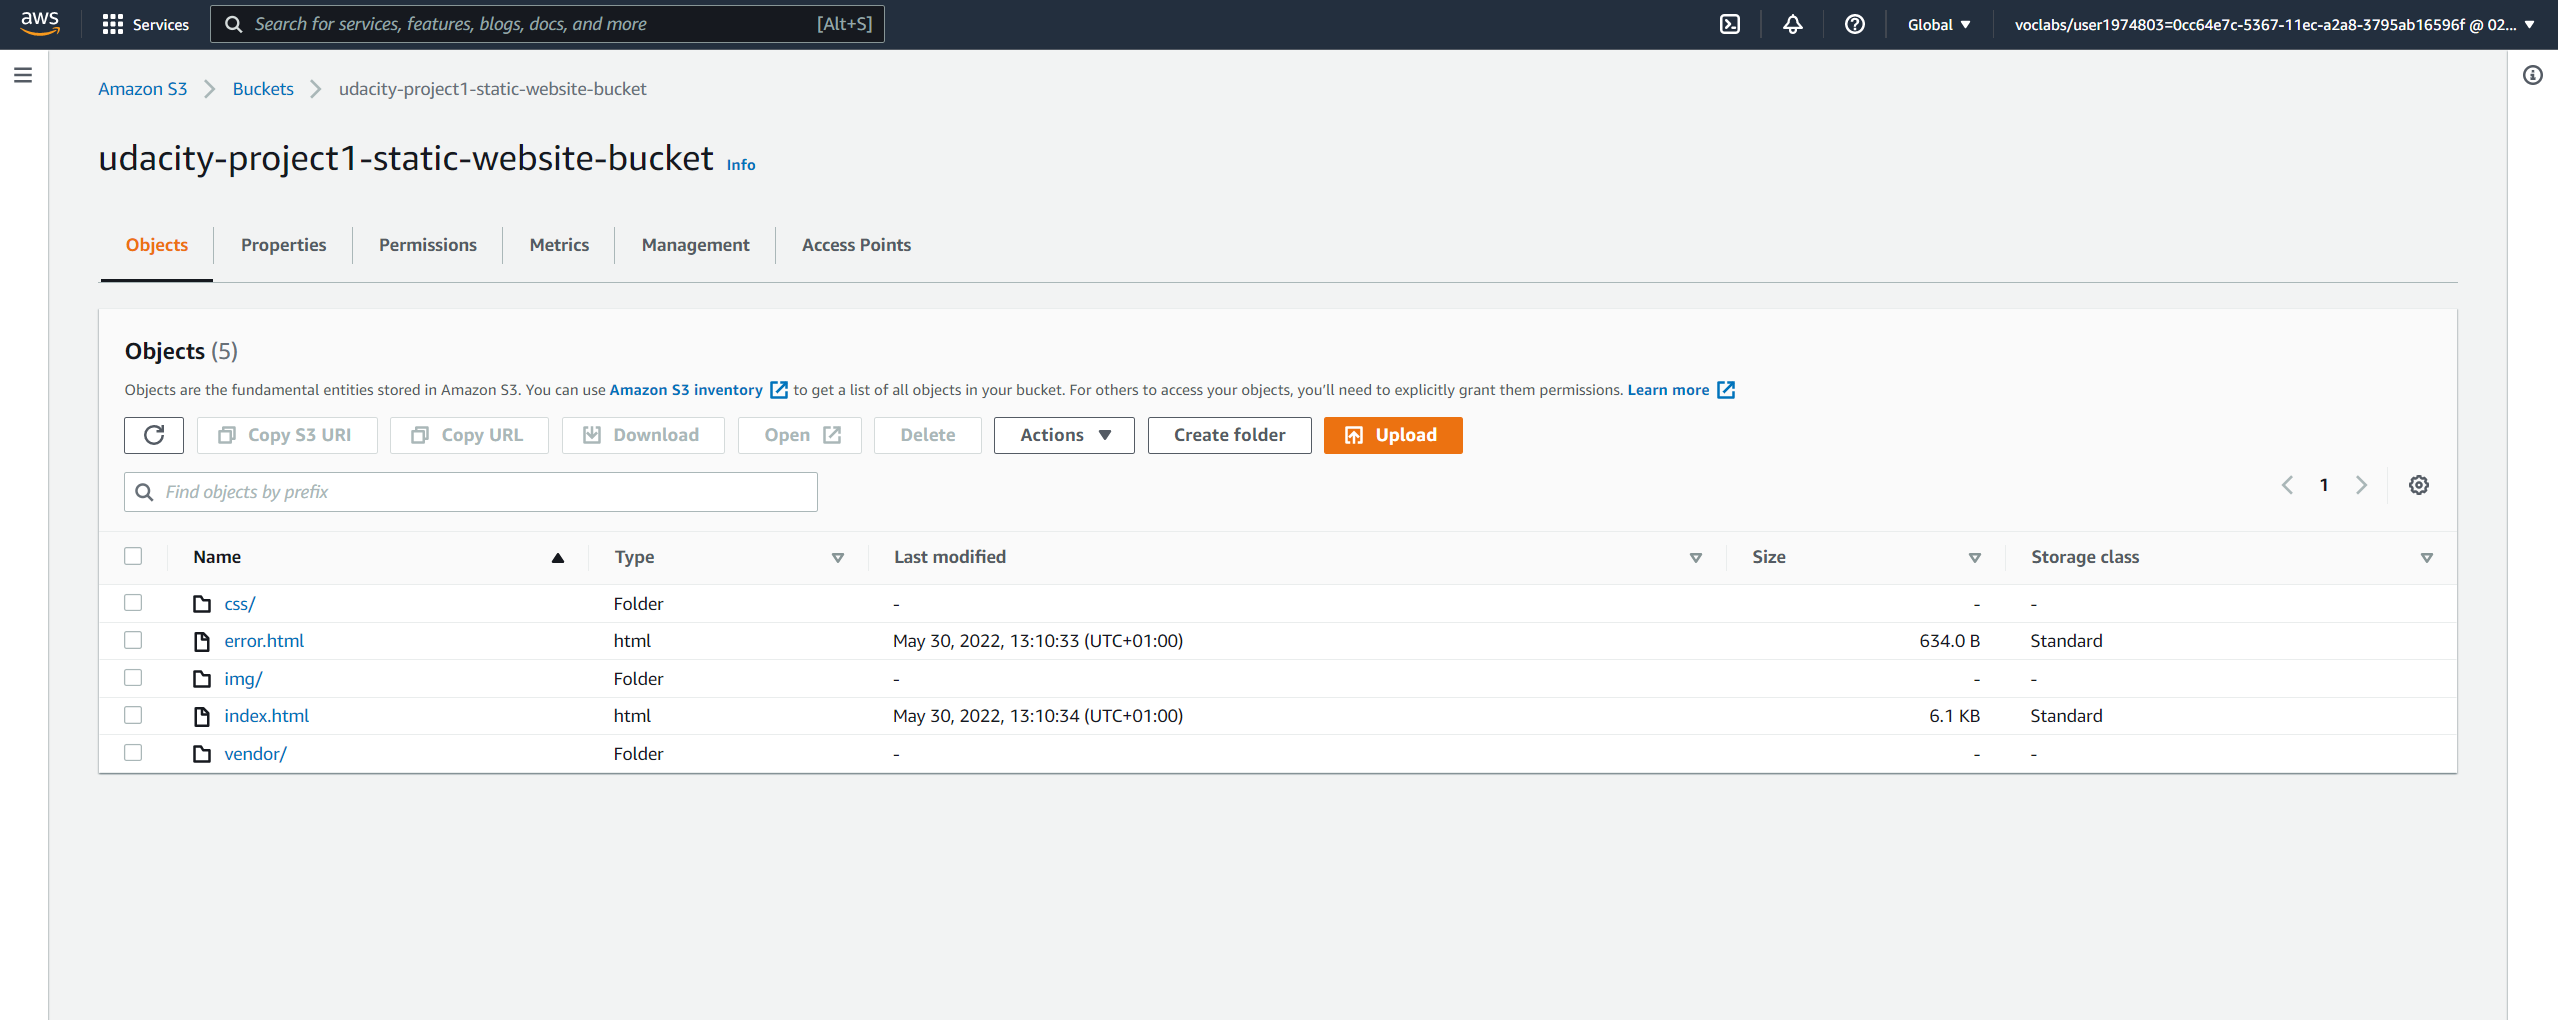 aws Services Search for services, features, blogs, docs, and more [Alt+S] Global voclabs/user1974803=0cc64e7c-5367-11ec-a2a8-3795ab16596f @ 02...
Amazon S3 Buckets udacity-project1-static-website-bucket
udacity-project1-static-website-bucket Info
Objects Properties Permissions Metrics Management Access Points
Objects (5)
Objects are the fundamental entities stored in Amazon S3. You can use Amazon S3 inventory to get a list of all objects in your bucket. For others to access your objects, you’ll need to explicitly grant them permissions. Learn more
Copy S3 URI Copy URL Download Open Delete Actions Create folder Upload
Find objects by prefix 1
Name Type Last modified Size Storage class
css/ Folder - - -
error.html html May 30, 2022, 13:10:33 (UTC+01:00) 634.0 B Standard
img/ Folder - - -
index.html html May 30, 2022, 13:10:34 (UTC+01:00) 6.1 KB Standard
vendor/ Folder - - -